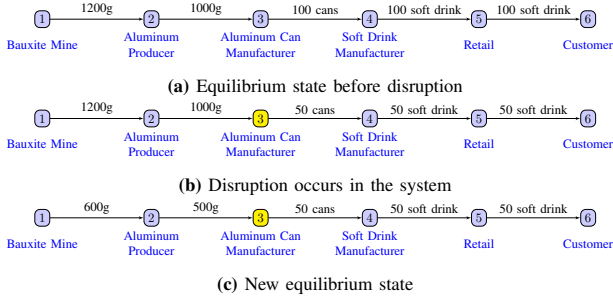 1200g 1000g 100 cans 100 soft drink 100 soft drink
1 2 3 4 5 6
Bauxite Mine Aluminum Aluminum Can Soft Drink Retail Customer
Producer Manufacturer Manufacturer
(a) Equilibrium state before disruption
1200g 1000g 50 cans 50 soft drink 50 soft drink
1 2 3 4 5 6
Bauxite Mine Aluminum Aluminum Can Soft Drink Retail Customer
Producer Manufacturer Manufacturer
(b) Disruption occurs in the system
600g 500g 50 cans 50 soft drink 50 soft drink
1 2 3 4 5 6
Bauxite Mine Aluminum Aluminum Can Soft Drink Retail Customer
Producer Manufacturer Manufacturer
(c) New equilibrium state